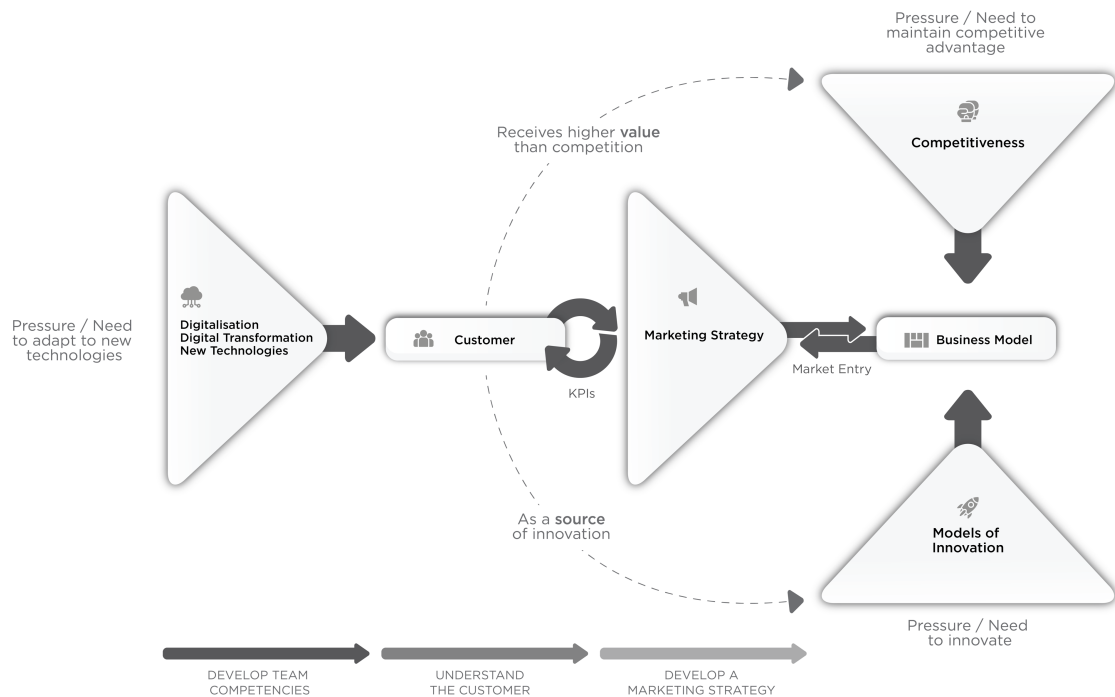 Pressure / Need to
maintain competitive
advantage
Receives higher value
than competition
Competitiveness
Pressure / Need
to adapt to new
technologies
Digitalisation
Digital Transformation
New Technologies
Customer
KPIs
Marketing Strategy
Market Entry
Business Model
As a source
of innovation
Models of
Innovation
Pressure / Need
to innovate
DEVELOP TEAM
COMPETENCIES
UNDERSTAND
THE CUSTOMER
DEVELOP A
MARKETING STRATEGY